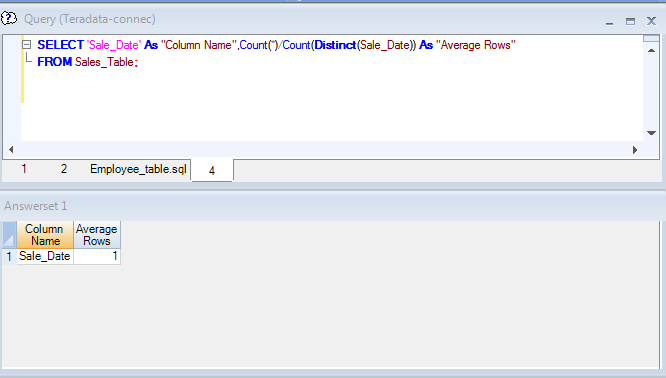 Query (Teradata-connec)
SELECT 'Sale_Date' As "Column Name",Count(*)/Count(Distinct(Sale_Date)) As "Average Rows"
FROM Sales_Table;
1 2 Employee_table.sql 4
Answerset 1
Column Name Average Rows
1 Sale_Date 1